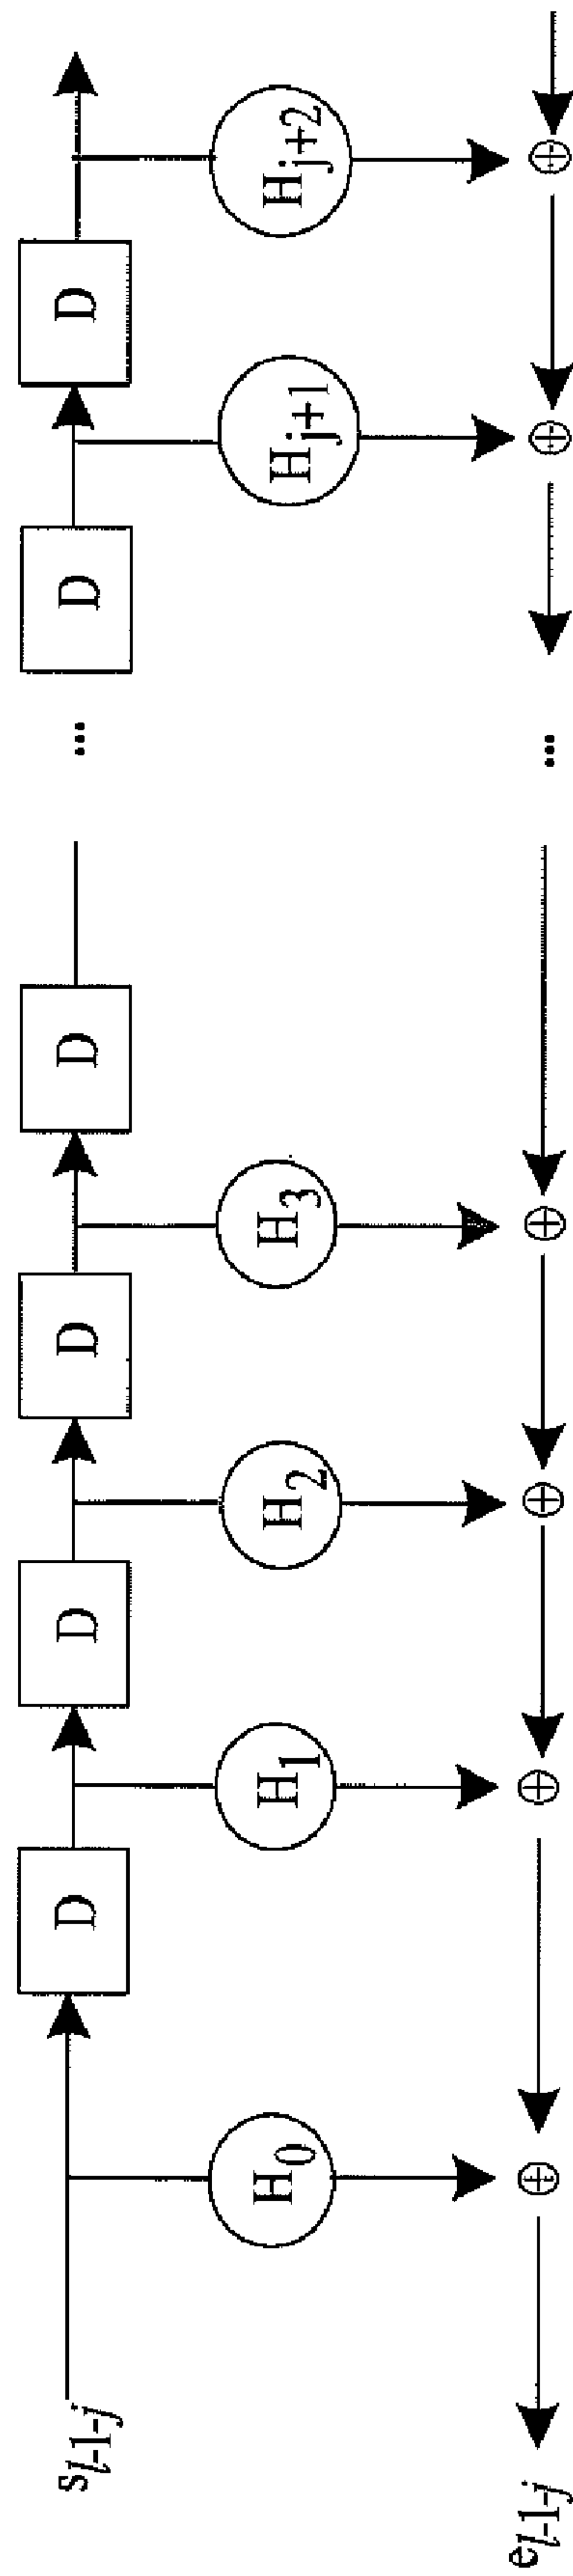 s_{l-1-j}
D
D
D
D
...
D
D
H_0
H_1
H_2
H_3
H_{j+1}
H_{j+2}
e_{l-1-j}
...